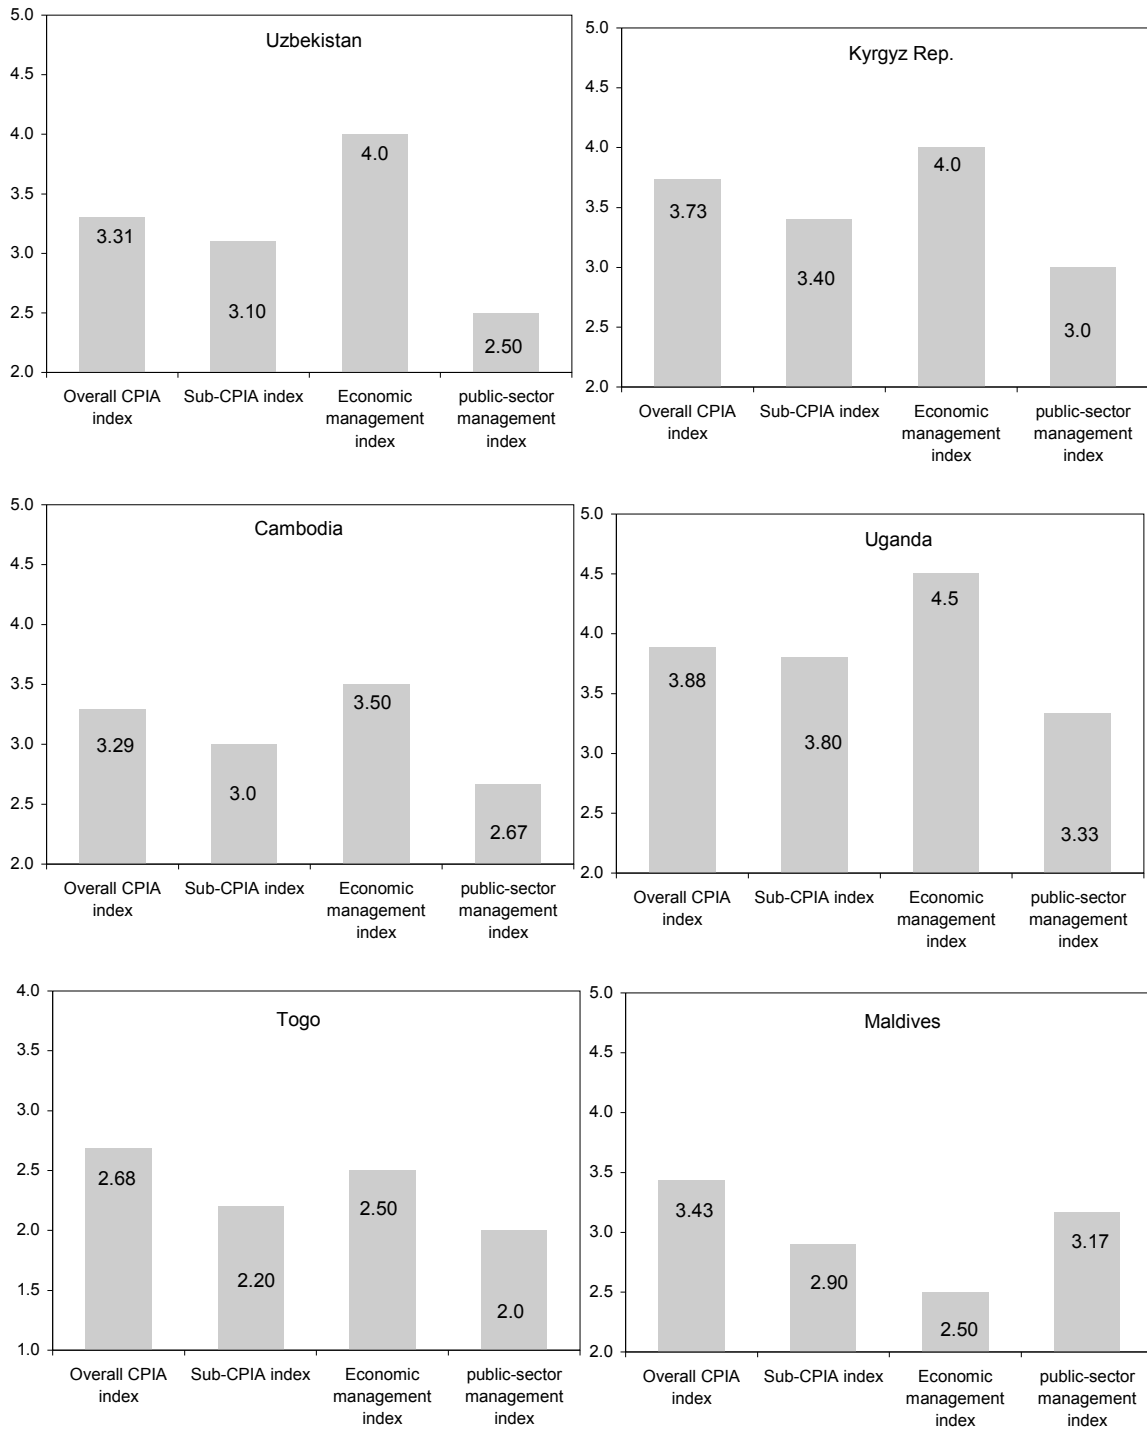 Uzbekistan
5.0
4.5
4.0
3.5
3.0
2.5
2.0
3.31
3.10
4.0
2.50
Overall CPIA
index
Sub-CPIA index
Economic
management
index
public-sector
management
index
Kyrgyz Rep.
5.0
4.5
4.0
3.5
3.0
2.5
2.0
3.73
3.40
4.0
3.0
Overall CPIA
index
Sub-CPIA index
Economic
management
index
public-sector
management
index
Cambodia
5.0
4.5
4.0
3.5
3.0
2.5
2.0
3.29
3.0
3.50
2.67
Overall CPIA
index
Sub-CPIA index
Economic
management
index
public-sector
management
index
Uganda
5.0
4.5
4.0
3.5
3.0
2.5
2.0
3.88
3.80
4.5
3.33
Overall CPIA
index
Sub-CPIA index
Economic
management
index
public-sector
management
index
Togo
4.0
3.5
3.0
2.5
2.0
1.5
1.0
2.68
2.20
2.50
2.0
Overall CPIA
index
Sub-CPIA index
Economic
management
index
public-sector
management
index
Maldives
5.0
4.5
4.0
3.5
3.0
2.5
2.0
3.43
2.90
2.50
3.17
Overall CPIA
index
Sub-CPIA index
Economic
management
index
public-sector
management
index